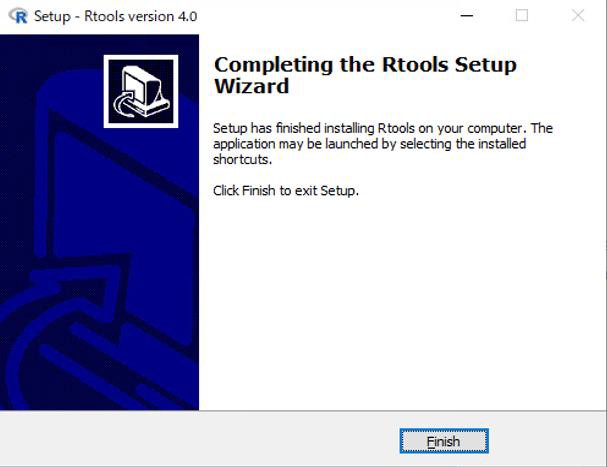 Setup - Rtools version 4.0
Completing the Rtools Setup
Wizard
Setup has finished installing Rtools on your computer. The
application may be launched by selecting the installed
shortcuts.
Click Finish to exit Setup.
Finish